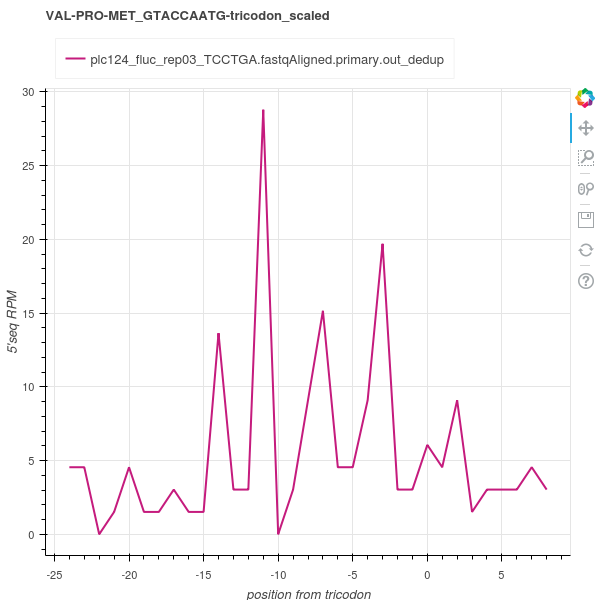 VAL-PRO-MET_GTACCAATG-tricodon_scaled
plc124_fluc_rep03_TCCTGA.fastqAligned.primary.out_dedup
30
25
20
15
10
5
0
5'seq RPM
-25 -20 -15 -10 -5 0 5
position from tricodon
?